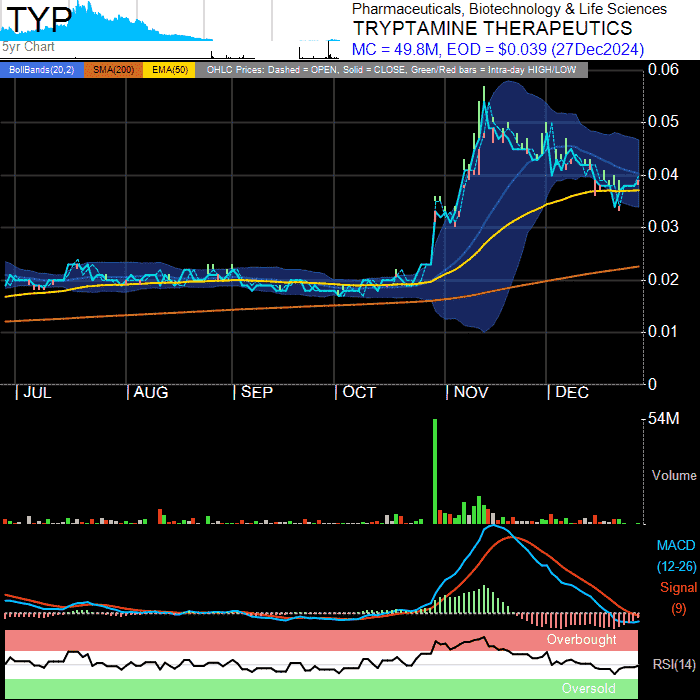 TYP
Pharmaceuticals, Biotechnology & Life Sciences
TRYPTAMINE THERAPEUTICS
5yr Chart
MC = 49.8M, EOD = $0.039 (27Dec2024)
BollBands(20,2) SMA(200) EMA(50) OHLC Prices: Dashed = OPEN, Solid = CLOSE, Green/Red bars = Intra-day HIGH/LOW
0.06
0.05
0.04
0.03
0.02
0.01
0
JUL AUG SEP OCT NOV DEC
54M
Volume
MACD
(12-26)
Signal
(9)
Overbought
RSI(14)
Oversold